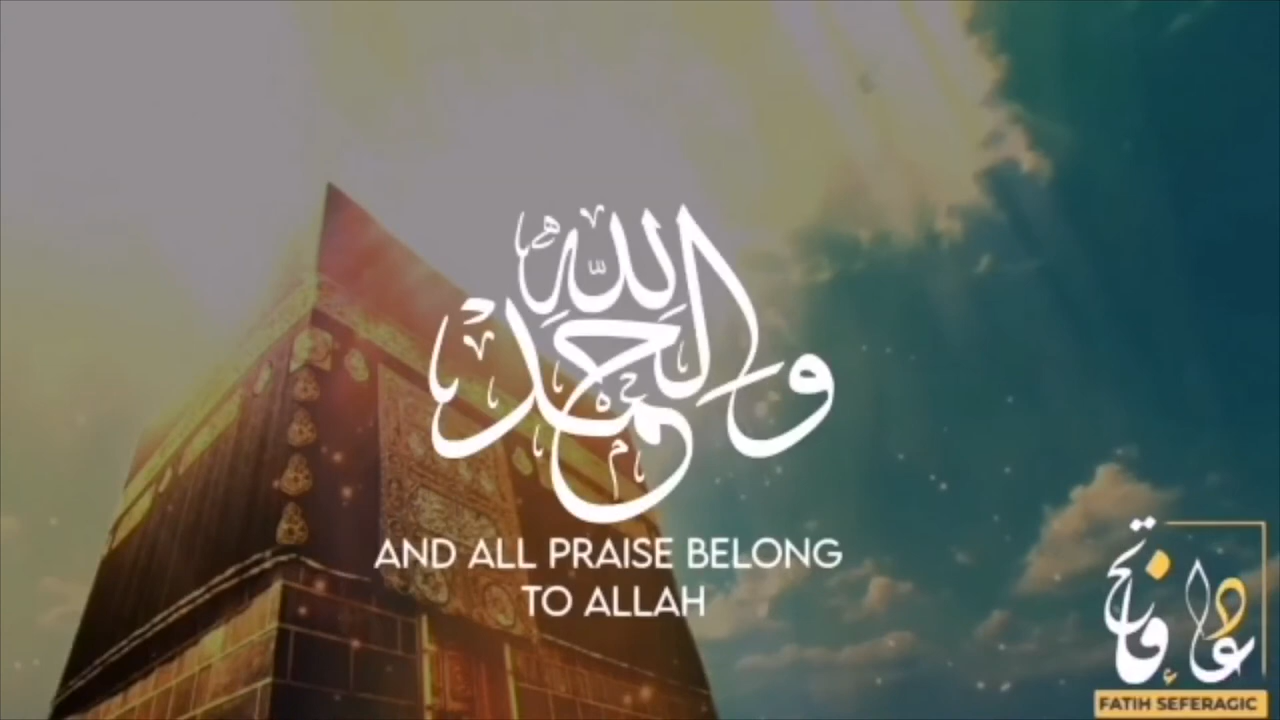 والحمد لله
AND ALL PRAISE BELONG
TO ALLAH
FATIH SEFERAGIC